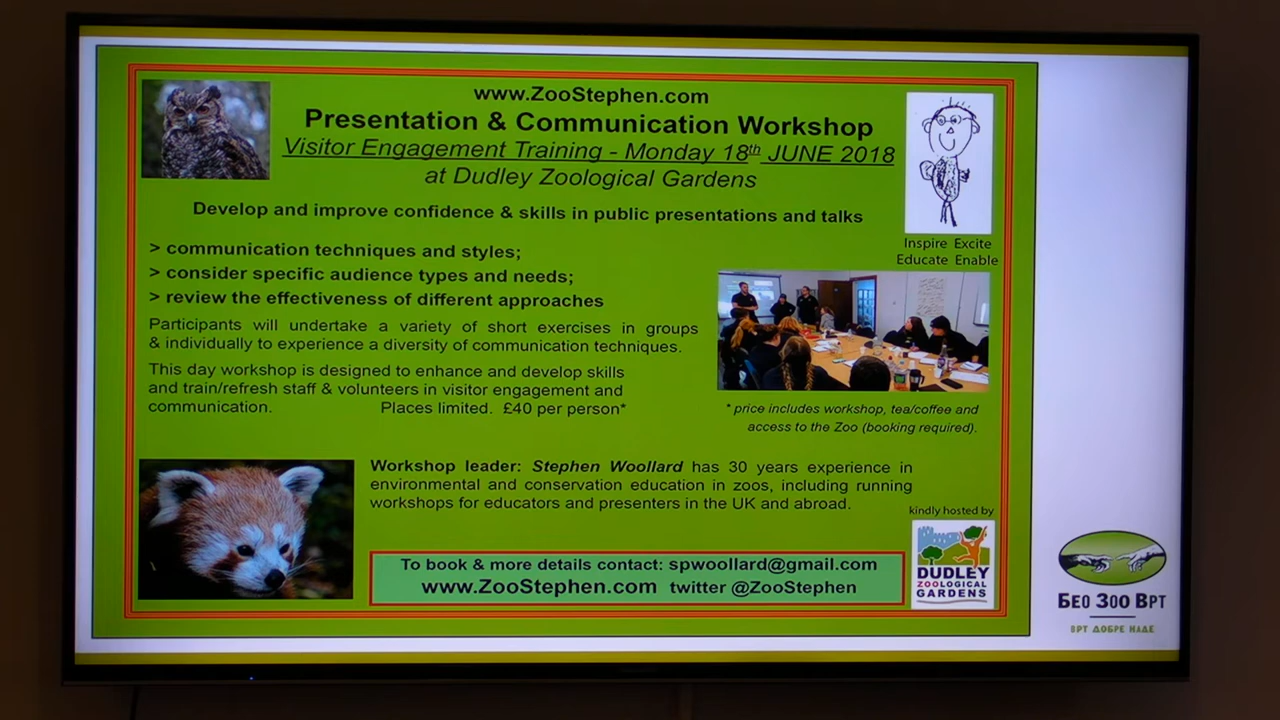 www.ZooStephen.com
Presentation & Communication Workshop
Visitor Engagement Training - Monday 18th JUNE 2018
at Dudley Zoological Gardens
Develop and improve confidence & skills in public presentations and talks
Inspire Excite
Educate Enable
> communication techniques and styles;
> consider specific audience types and needs;
> review the effectiveness of different approaches
Participants will undertake a variety of short exercises in groups
& individually to experience a diversity of communication techniques.
This day workshop is designed to enhance and develop skills
and train/refresh staff & volunteers in visitor engagement and
communication. Places limited. £40 per person*
* price includes workshop, tea/coffee and
access to the Zoo (booking required).
Workshop leader: Stephen Woollard has 30 years experience in
environmental and conservation education in zoos, including running
workshops for educators and presenters in the UK and abroad.
kindly hosted by
DUDLEY
ZOOLOGICAL
GARDENS
To book & more details contact: spwoollard@gmail.com
www.ZooStephen.com twitter @ZooStephen
Бео Зоо Врт
ВРТ ДОБРЕ НАДЕ